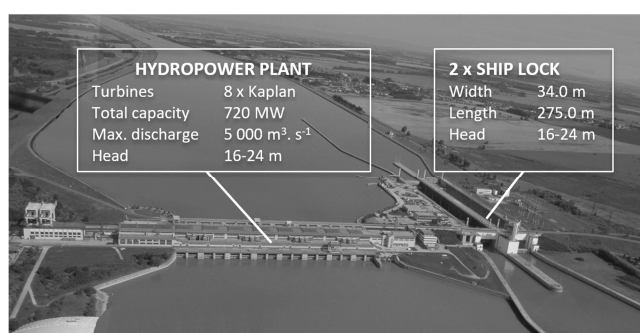 HYDROPOWER PLANT
Turbines 8 x Kaplan
Total capacity 720 MW
Max. discharge 5 000 m³. s⁻¹
Head 16-24 m
2 x SHIP LOCK
Width 34.0 m
Length 275.0 m
Head 16-24 m